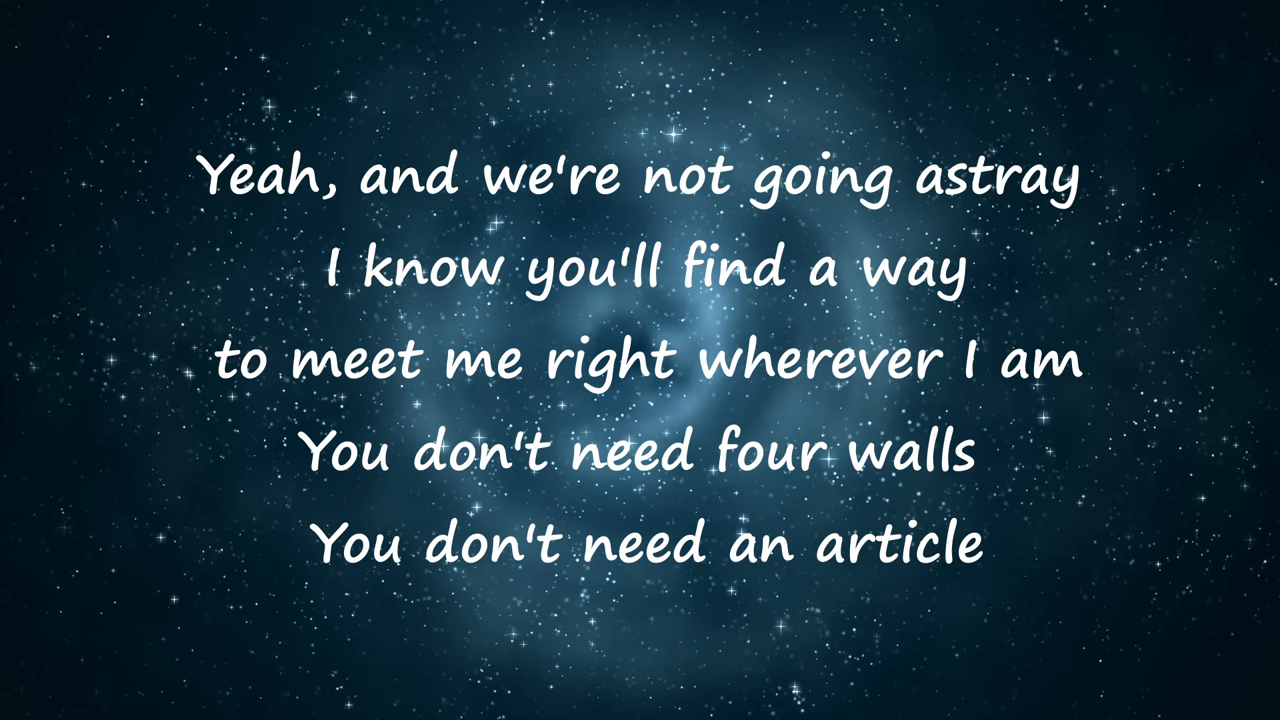 Yeah, and we're not going astray
I know you'll find a way
to meet me right wherever I am
You don't need four walls
You don't need an article